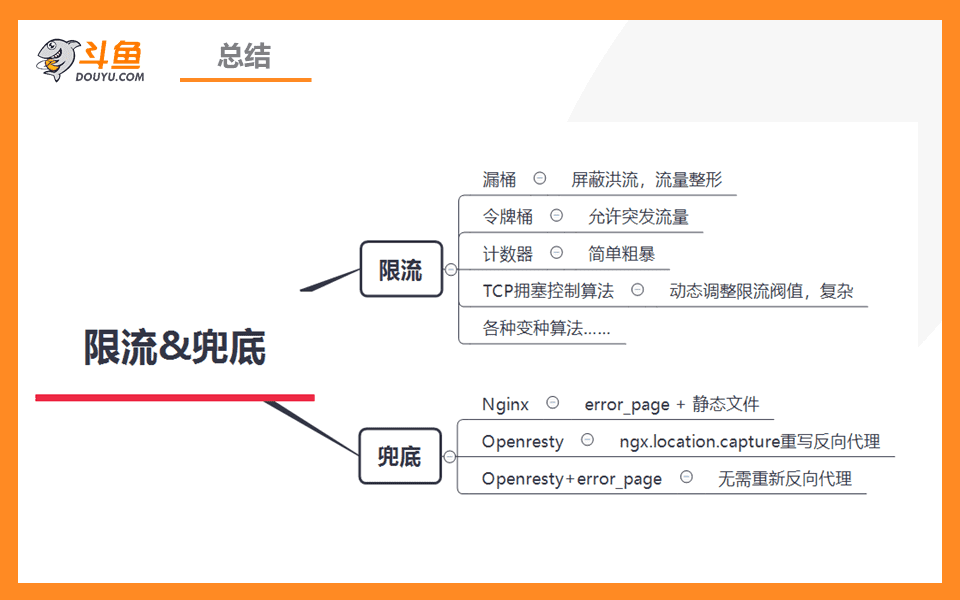 斗鱼
DOUYU.COM
总结
限流&兜底
限流
漏桶 屏蔽洪流，流量整形
令牌桶 允许突发流量
计数器 简单粗暴
TCP拥塞控制算法 动态调整限流阀值，复杂
各种变种算法......
兜底
Nginx error_page + 静态文件
Openresty ngx.location.capture重写反向代理
Openresty+error_page 无需重新反向代理